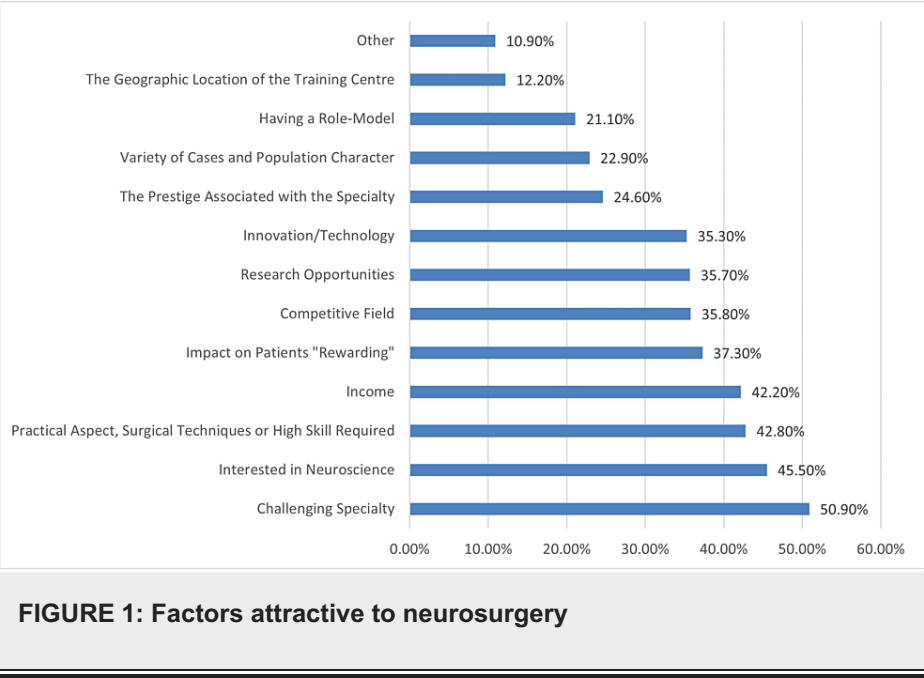 Other 10.90%
The Geographic Location of the Training Centre 12.20%
Having a Role-Model 21.10%
Variety of Cases and Population Character 22.90%
The Prestige Associated with the Specialty 24.60%
Innovation/Technology 35.30%
Research Opportunities 35.70%
Competitive Field 35.80%
Impact on Patients "Rewarding" 37.30%
Income 42.20%
Practical Aspect, Surgical Techniques or High Skill Required 42.80%
Interested in Neuroscience 45.50%
Challenging Specialty 50.90%
0.00% 10.00% 20.00% 30.00% 40.00% 50.00% 60.00%
FIGURE 1: Factors attractive to neurosurgery